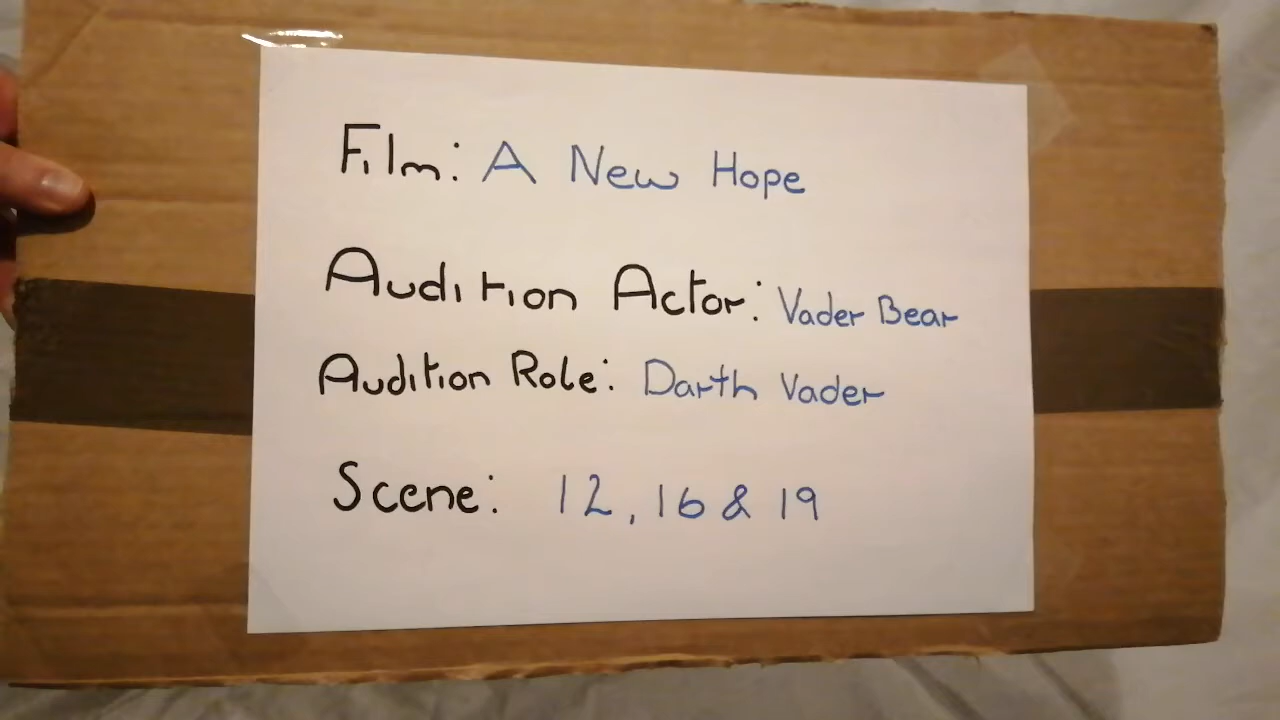 Film: A New Hope
Audition Actor: Vader Bear
Audition Role: Darth Vader
Scene: 12, 16 & 19